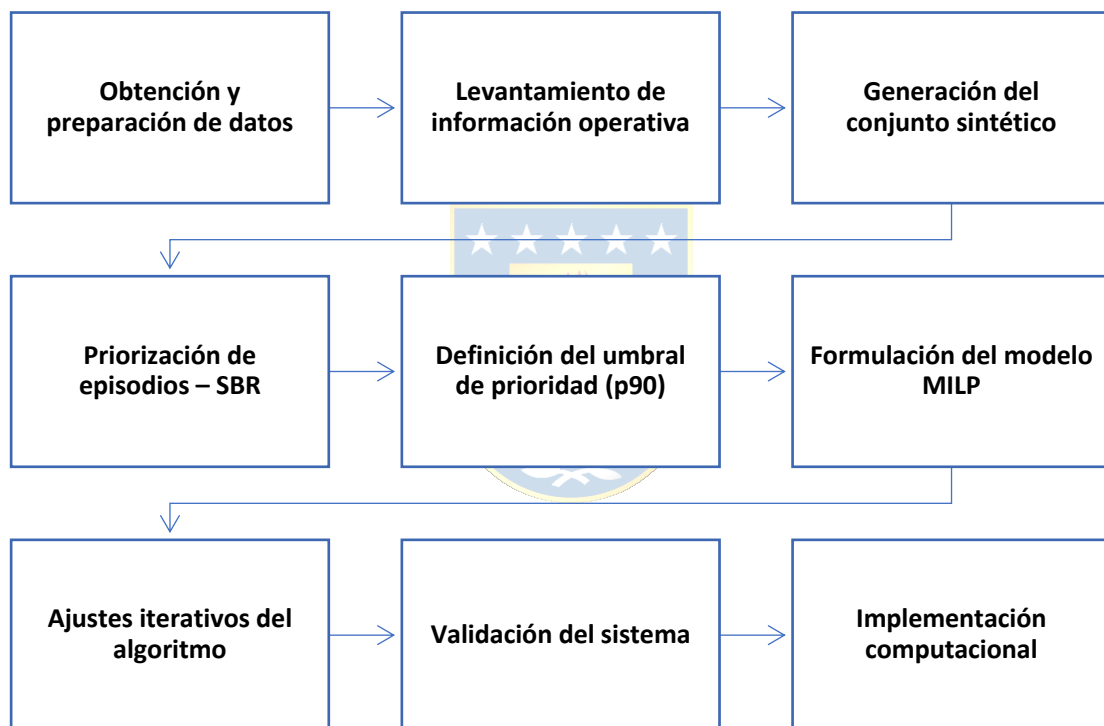 Obtención y
preparación de datos
Levantamiento de
información operativa
Generación del
conjunto sintético
Priorización de
episodios – SBR
Definición del umbral
de prioridad (p90)
Formulación del modelo
MILP
Ajustes iterativos del
algoritmo
Validación del sistema
Implementación
computacional